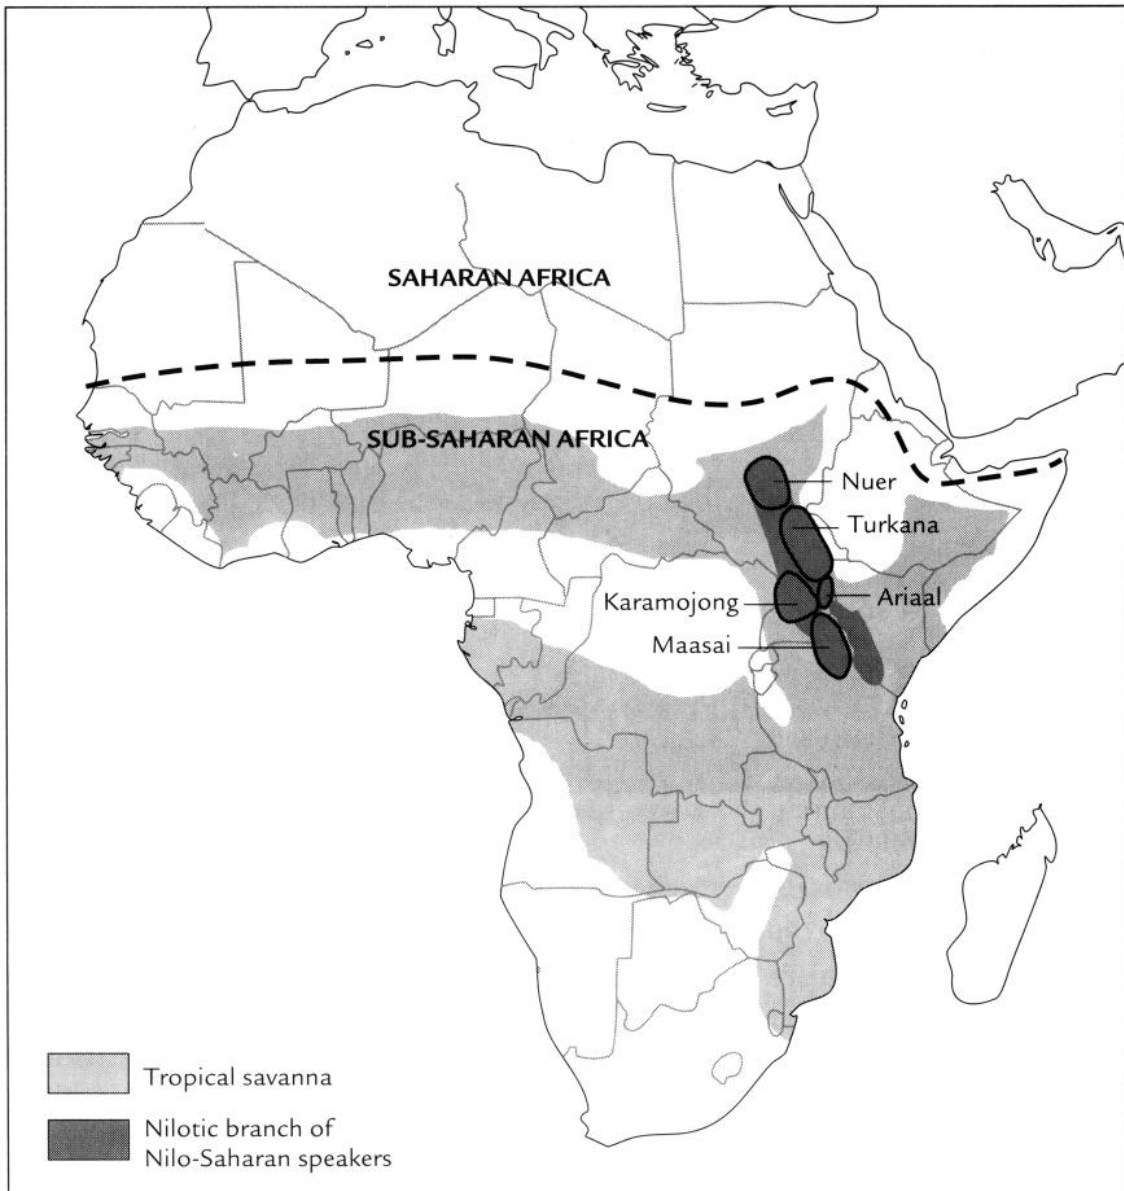 SAHARAN AFRICA
SUB-SAHARAN AFRICA
Nuer
Turkana
Karamojong
Ariaal
Maasai
Tropical savanna
Nilotic branch of
Nilo-Saharan speakers